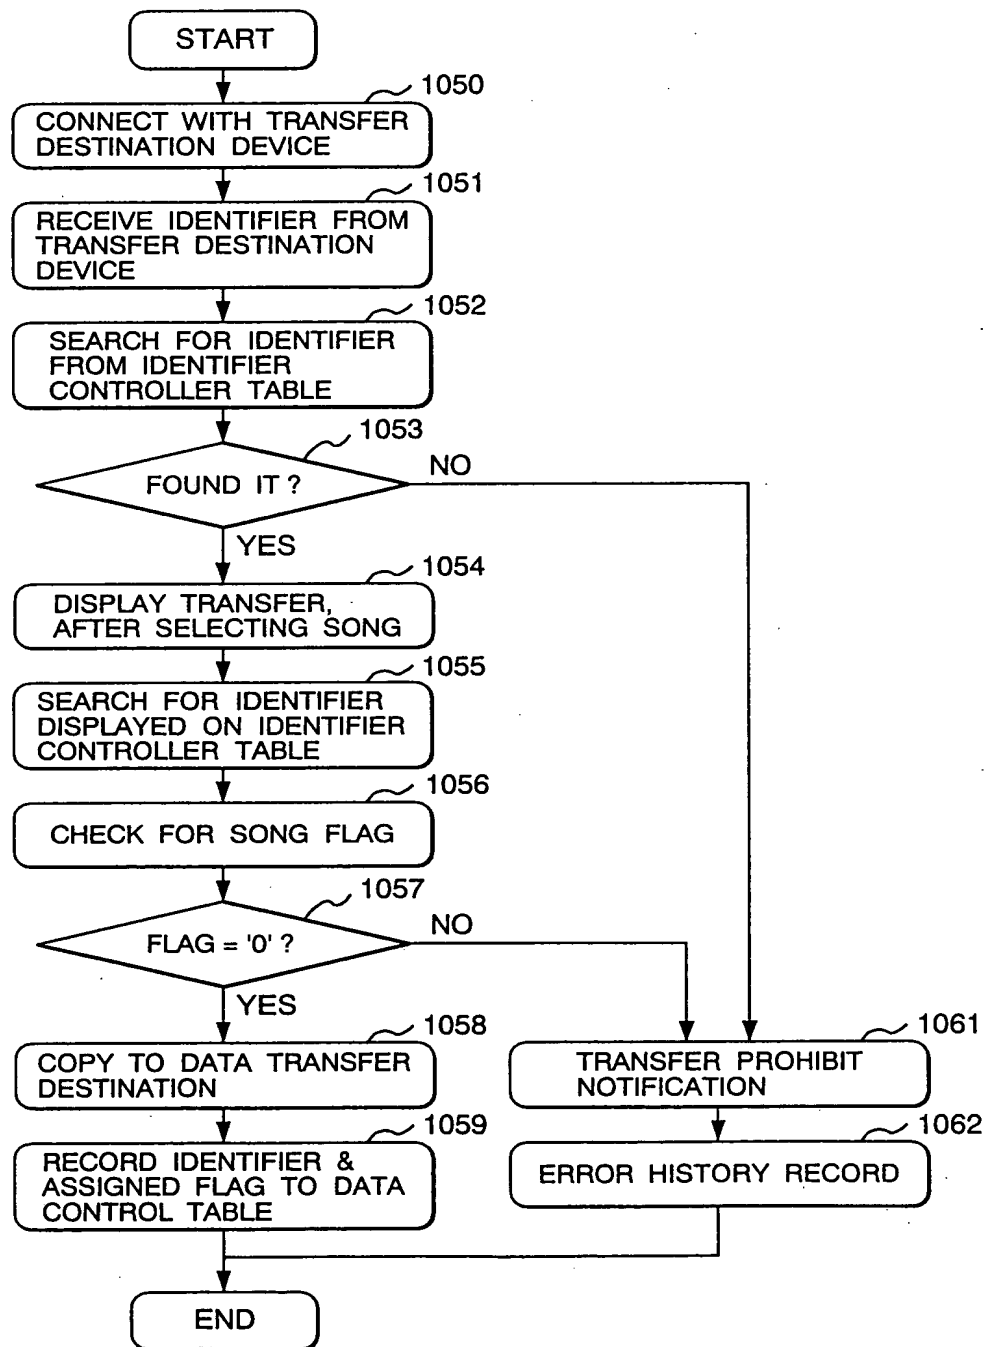 START
1050
CONNECT WITH TRANSFER
DESTINATION DEVICE
1051
RECEIVE IDENTIFIER FROM
TRANSFER DESTINATION
DEVICE
1052
SEARCH FOR IDENTIFIER
FROM IDENTIFIER
CONTROLLER TABLE
1053
FOUND IT ?
NO
YES
1054
DISPLAY TRANSFER,
AFTER SELECTING SONG
1055
SEARCH FOR IDENTIFIER
DISPLAYED ON IDENTIFIER
CONTROLLER TABLE
1056
CHECK FOR SONG FLAG
1057
FLAG = '0' ?
NO
YES
1058
COPY TO DATA TRANSFER
DESTINATION
1059
RECORD IDENTIFIER &
ASSIGNED FLAG TO DATA
CONTROL TABLE
1061
TRANSFER PROHIBIT
NOTIFICATION
1062
ERROR HISTORY RECORD
END